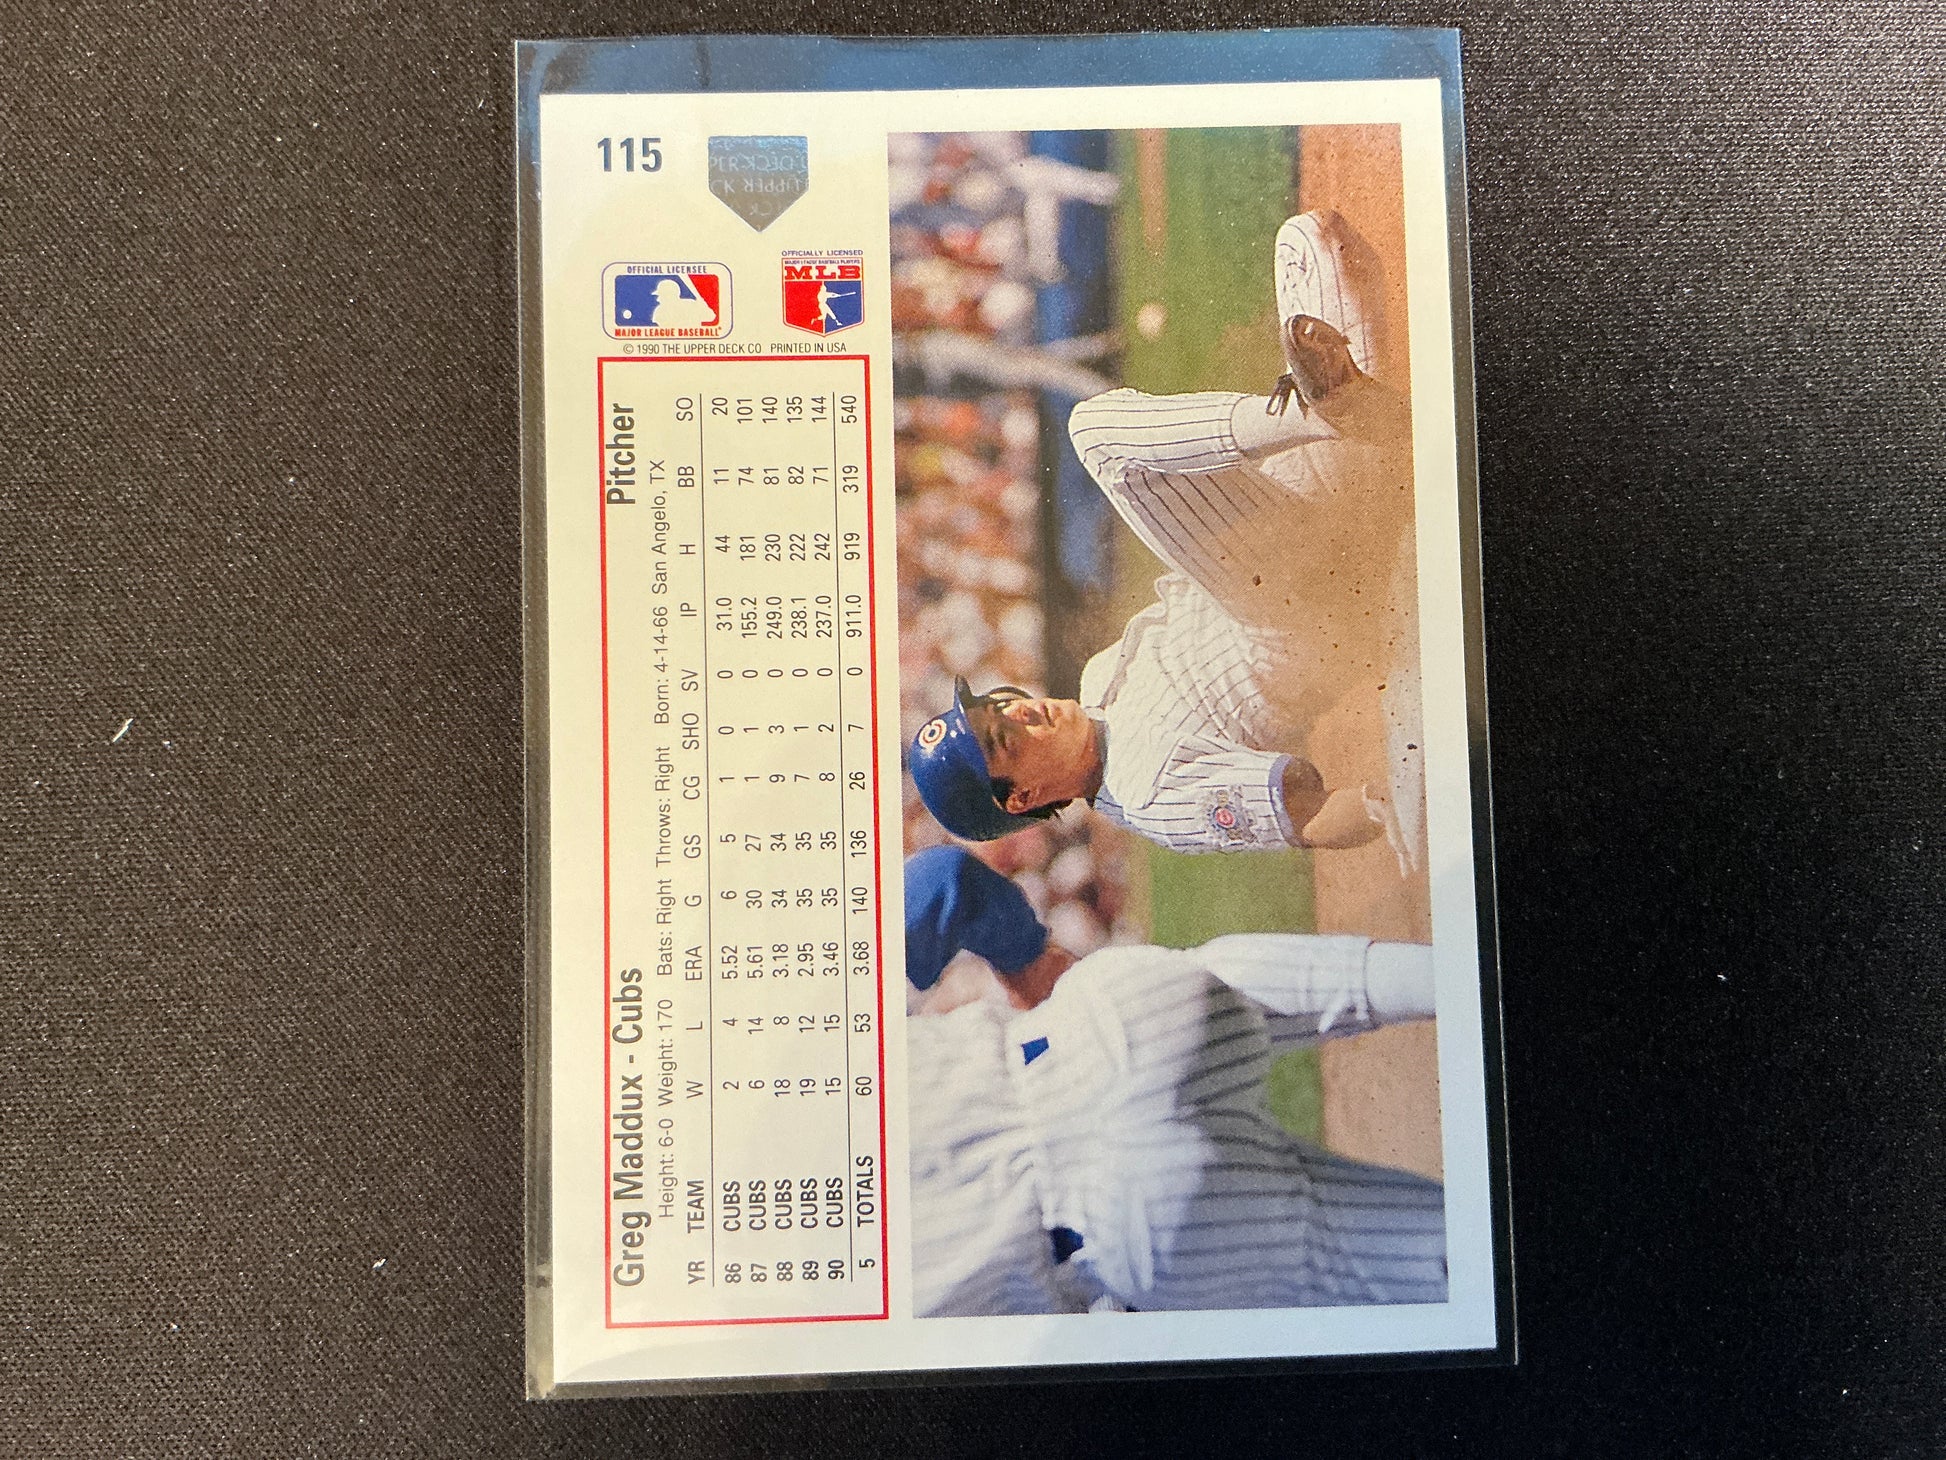 115
UPPER DECK
OFFICIAL LICENSEE
MAJOR LEAGUE BASEBALL
OFFICIALLY LICENSED
MAJOR LEAGUE BASEBALL PLAYERS
MLB
© 1990 THE UPPER DECK CO PRINTED IN USA
Greg Maddux - Cubs Pitcher
Height: 6-0 Weight: 170 Bats: Right Throws: Right Born: 4-14-66 San Angelo, TX
YR TEAM W L ERA G GS CG SHO SV IP H BB SO
86 CUBS 2 4 5.52 6 5 1 0 0 31.0 44 11 20
87 CUBS 6 14 5.61 30 27 1 1 0 155.2 181 74 101
88 CUBS 18 8 3.18 34 34 9 3 0 249.0 230 81 140
89 CUBS 19 12 2.95 35 35 7 1 0 238.1 222 82 135
90 CUBS 15 15 3.46 35 35 8 2 0 237.0 242 71 144
5 TOTALS 60 53 3.68 140 136 26 7 0 911.0 919 319 540
C